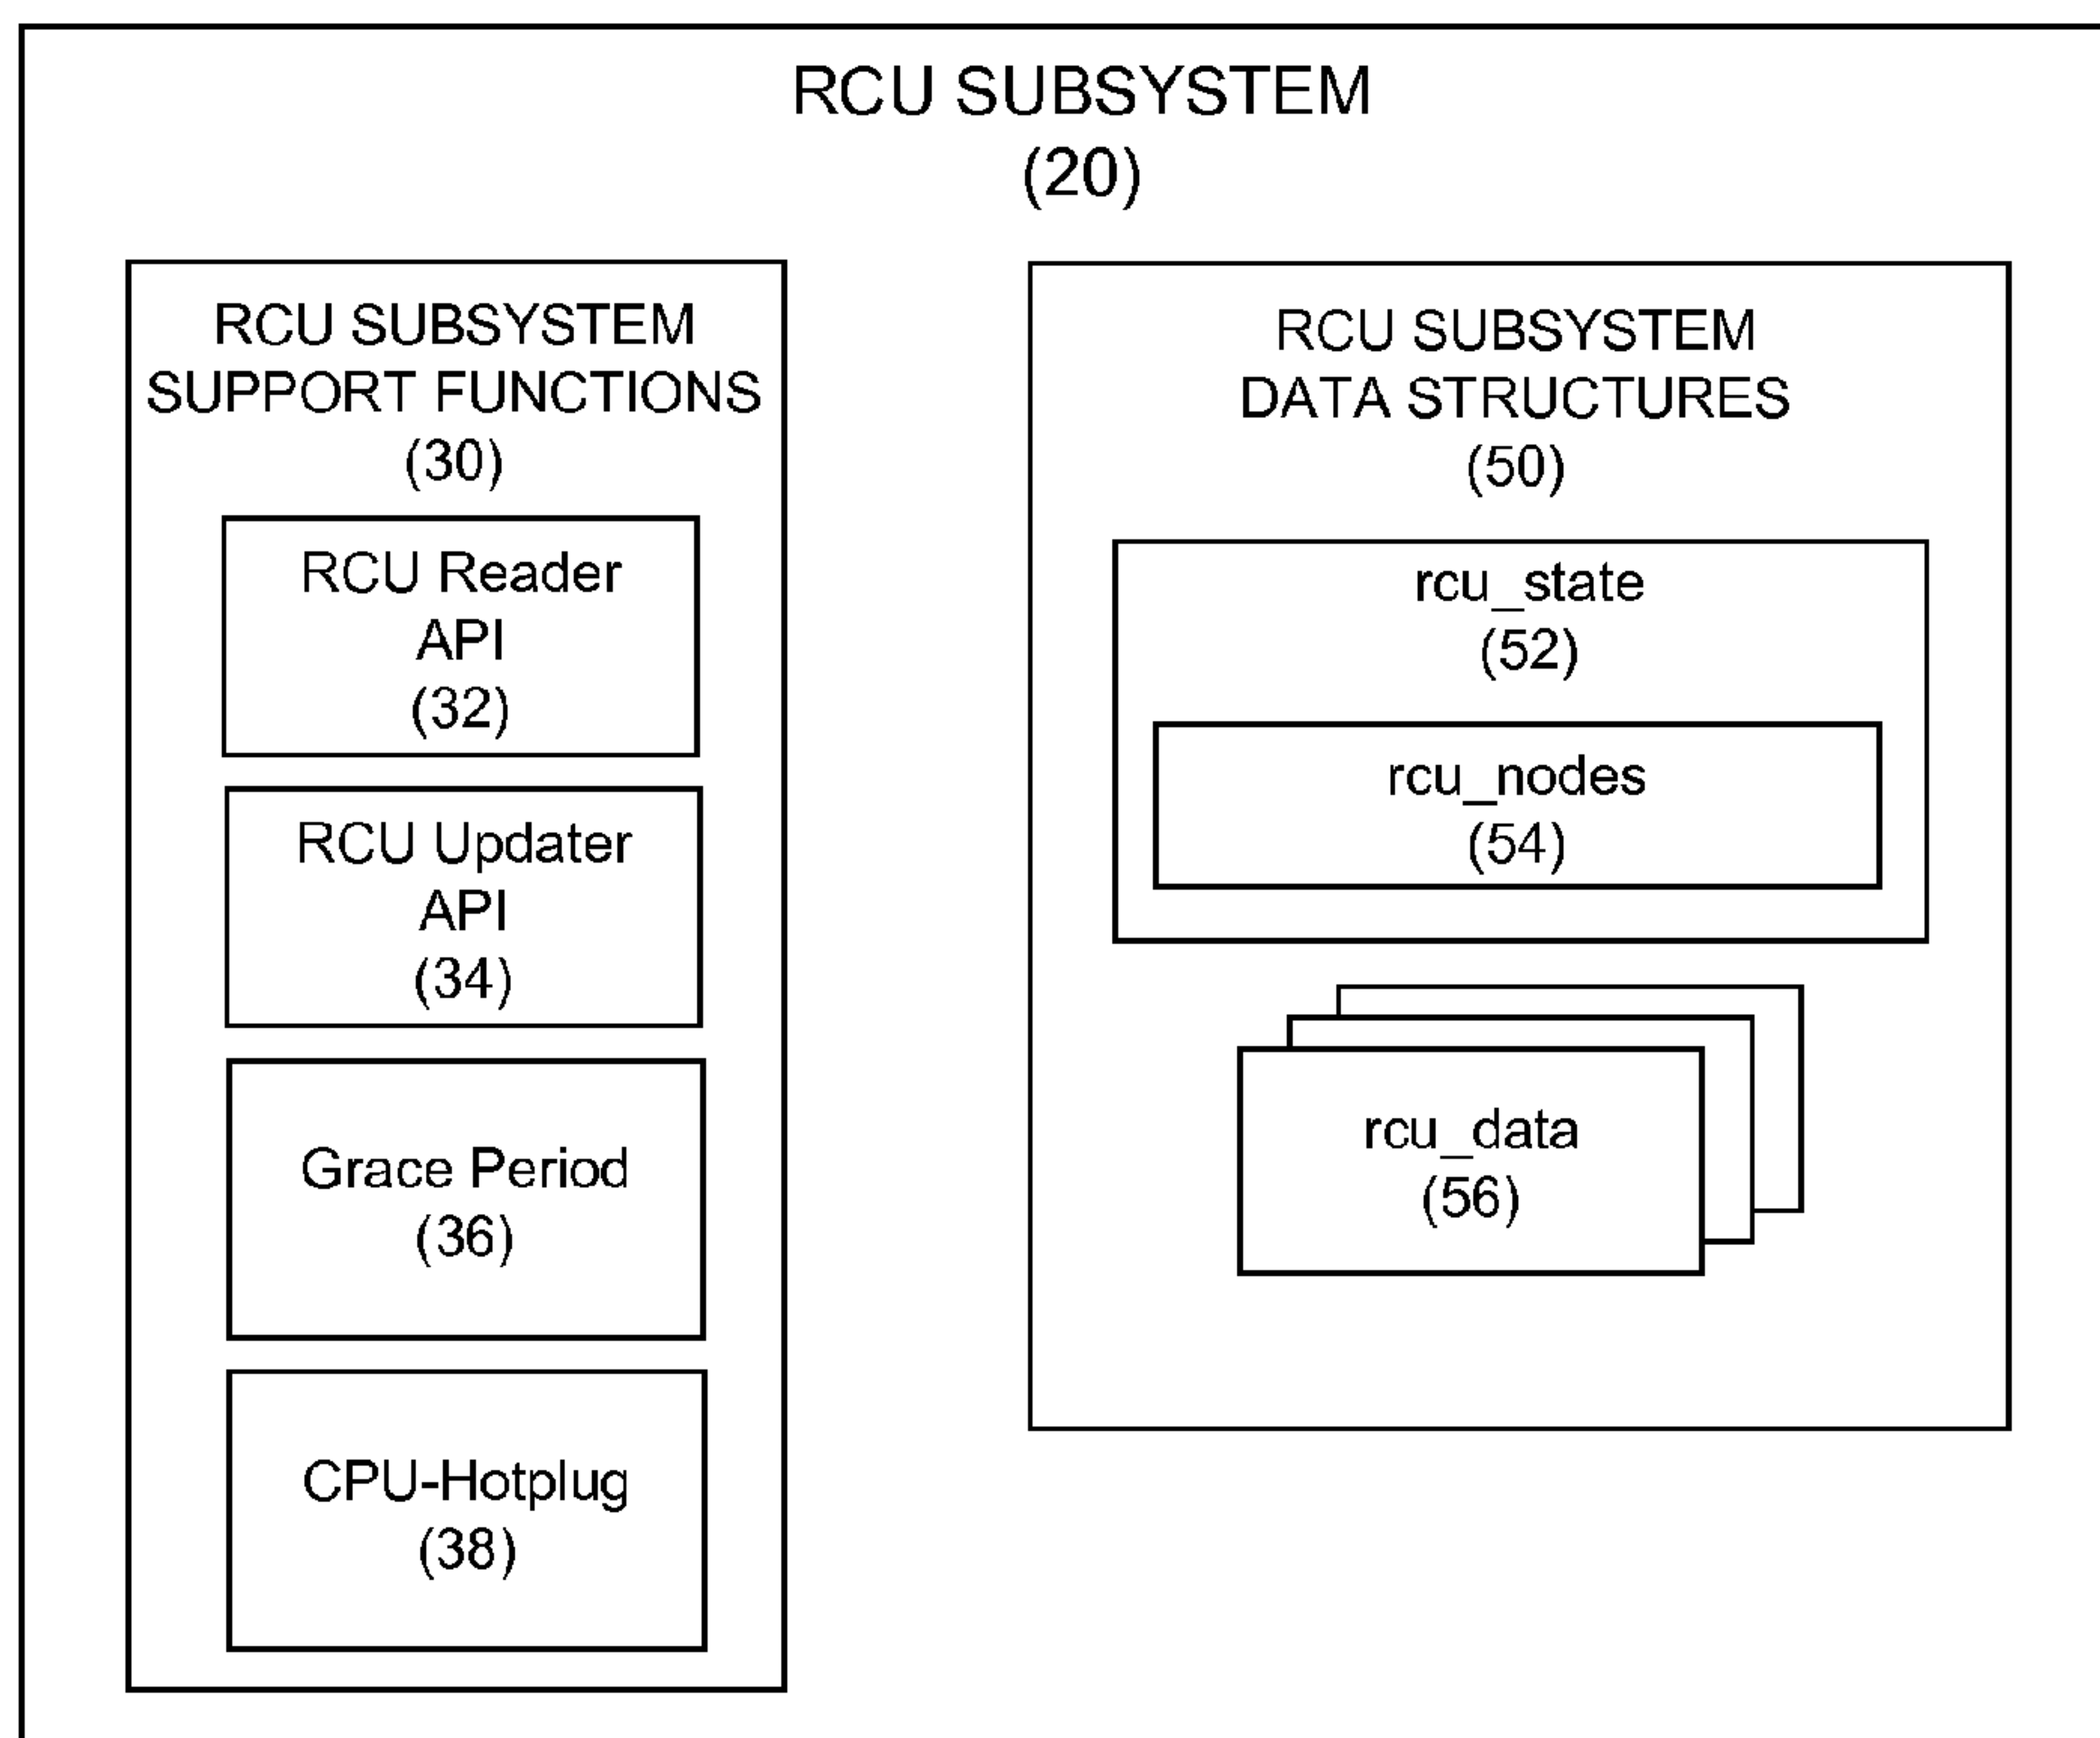 RCU SUBSYSTEM
(20)
RCU SUBSYSTEM
SUPPORT FUNCTIONS
(30)
RCU Reader
API
(32)
RCU Updater
API
(34)
Grace Period
(36)
CPU-Hotplug
(38)
RCU SUBSYSTEM
DATA STRUCTURES
(50)
rcu_state
(52)
rcu_nodes
(54)
rcu_data
(56)